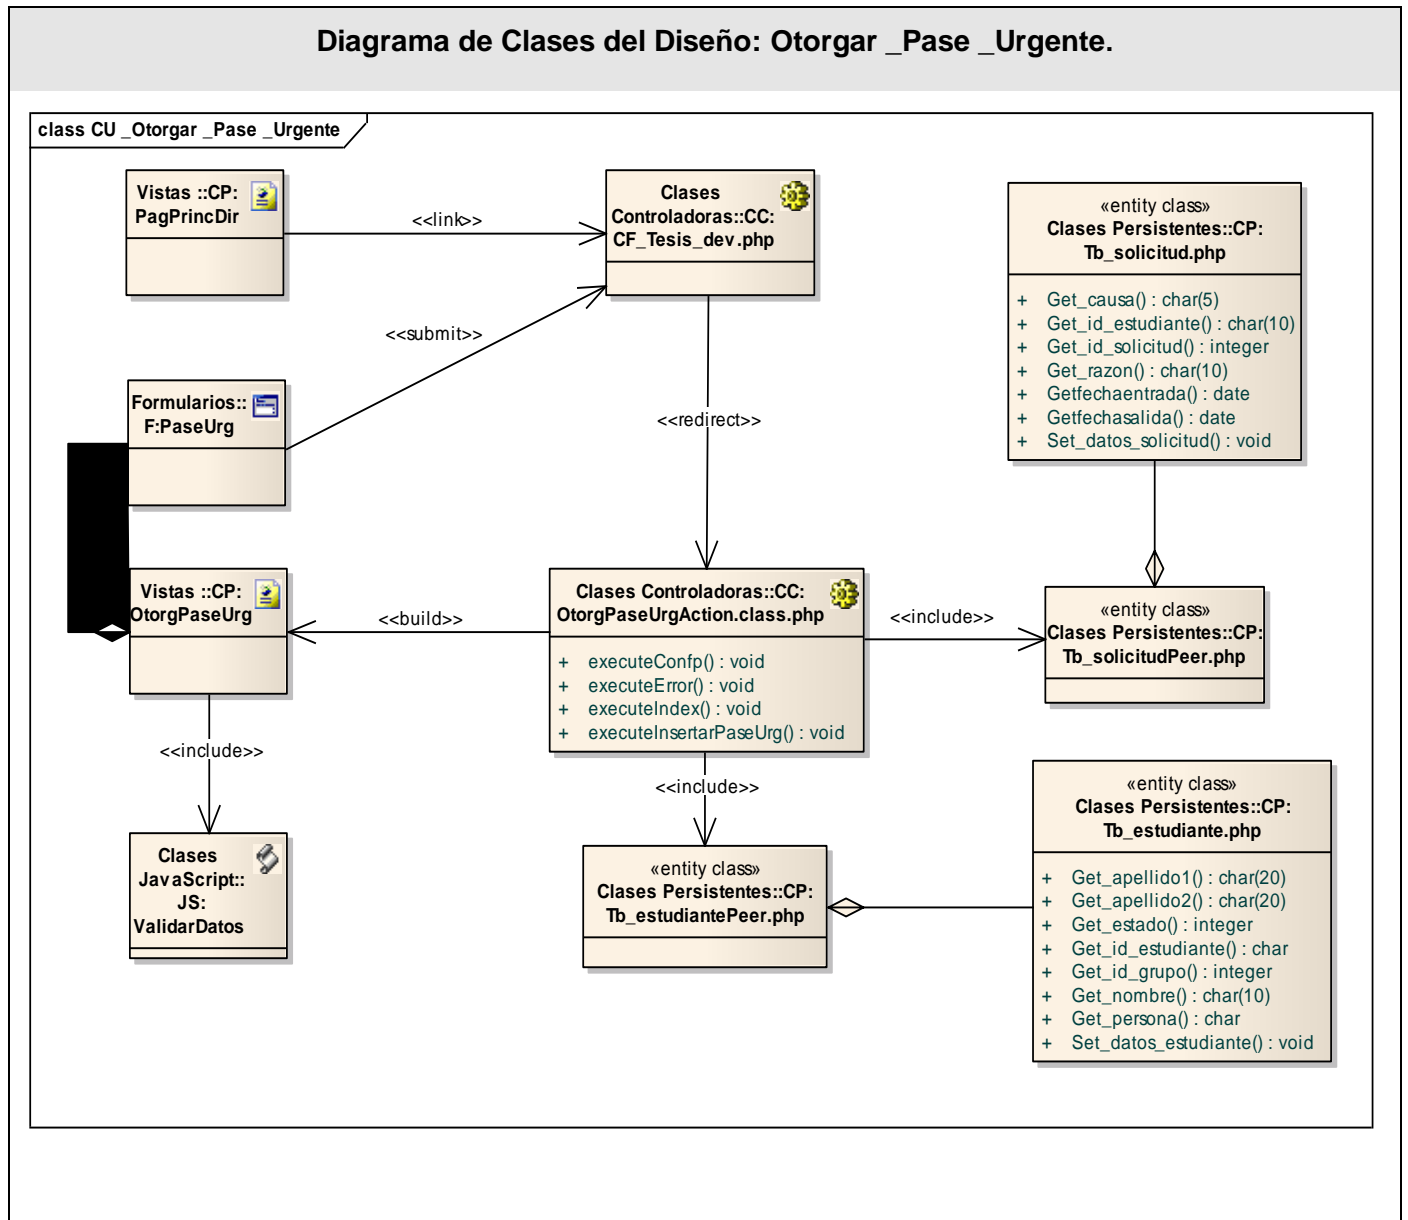 Diagrama de Clases del Diseño: Otorgar _Pase _Urgente.
class CU _Otorgar _Pase _Urgente
Vistas ::CP:
PagPrincDir
<<link>>
Clases
Controladoras::CC:
CF_Tesis_dev.php
«entity class»
Clases Persistentes::CP:
Tb_solicitud.php
+ Get_causa() : char(5)
+ Get_id_estudiante() : char(10)
+ Get_id_solicitud() : integer
+ Get_razon() : char(10)
+ Getfechaentrada() : date
+ Getfechasalida() : date
+ Set_datos_solicitud() : void
<<submit>>
Formularios::
F:PaseUrg
<<redirect>>
Vistas ::CP:
OtorgPaseUrg
<<build>>
Clases Controladoras::CC:
OtorgPaseUrgAction.class.php
+ executeConfp() : void
+ executeError() : void
+ executeIndex() : void
+ executeInsertarPaseUrg() : void
<<include>>
«entity class»
Clases Persistentes::CP:
Tb_solicitudPeer.php
<<include>>
<<include>>
Clases
JavaScript::
JS:
ValidarDatos
«entity class»
Clases Persistentes::CP:
Tb_estudiantePeer.php
«entity class»
Clases Persistentes::CP:
Tb_estudiante.php
+ Get_apellido1() : char(20)
+ Get_apellido2() : char(20)
+ Get_estado() : integer
+ Get_id_estudiante() : char
+ Get_id_grupo() : integer
+ Get_nombre() : char(10)
+ Get_persona() : char
+ Set_datos_estudiante() : void